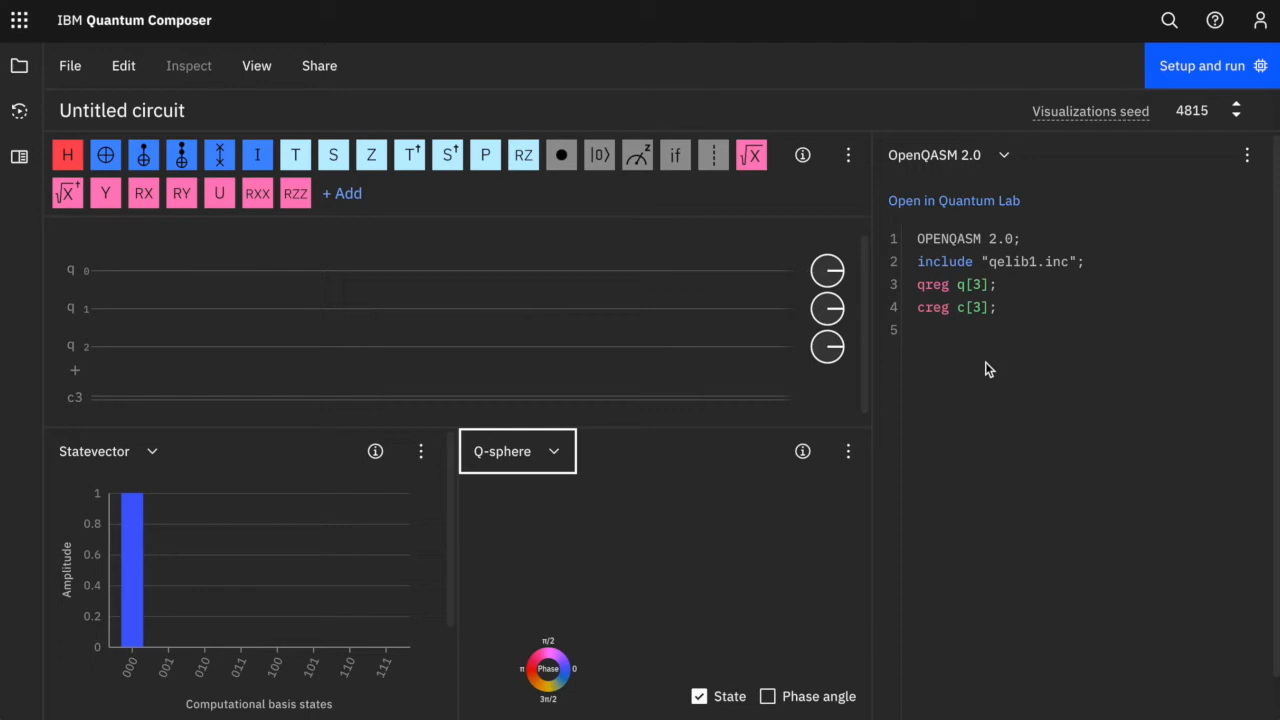 IBM Quantum Composer
File Edit Inspect View Share
Setup and run
Untitled circuit
Visualizations seed 4815
H I T S Z T† S† P RZ |0⟩ z if √X
√X† Y RX RY U RXX RZZ + Add
q 0
q 1
q 2
+
c3
OpenQASM 2.0
Open in Quantum Lab
1 OPENQASM 2.0;
2 include "qelib1.inc";
3 qreg q[3];
4 creg c[3];
5
Statevector
Amplitude
1
0.8
0.6
0.4
0.2
0
000 001 010 011 100 101 110 111
Computational basis states
Q-sphere
π/2
π Phase 0
3π/2
State Phase angle